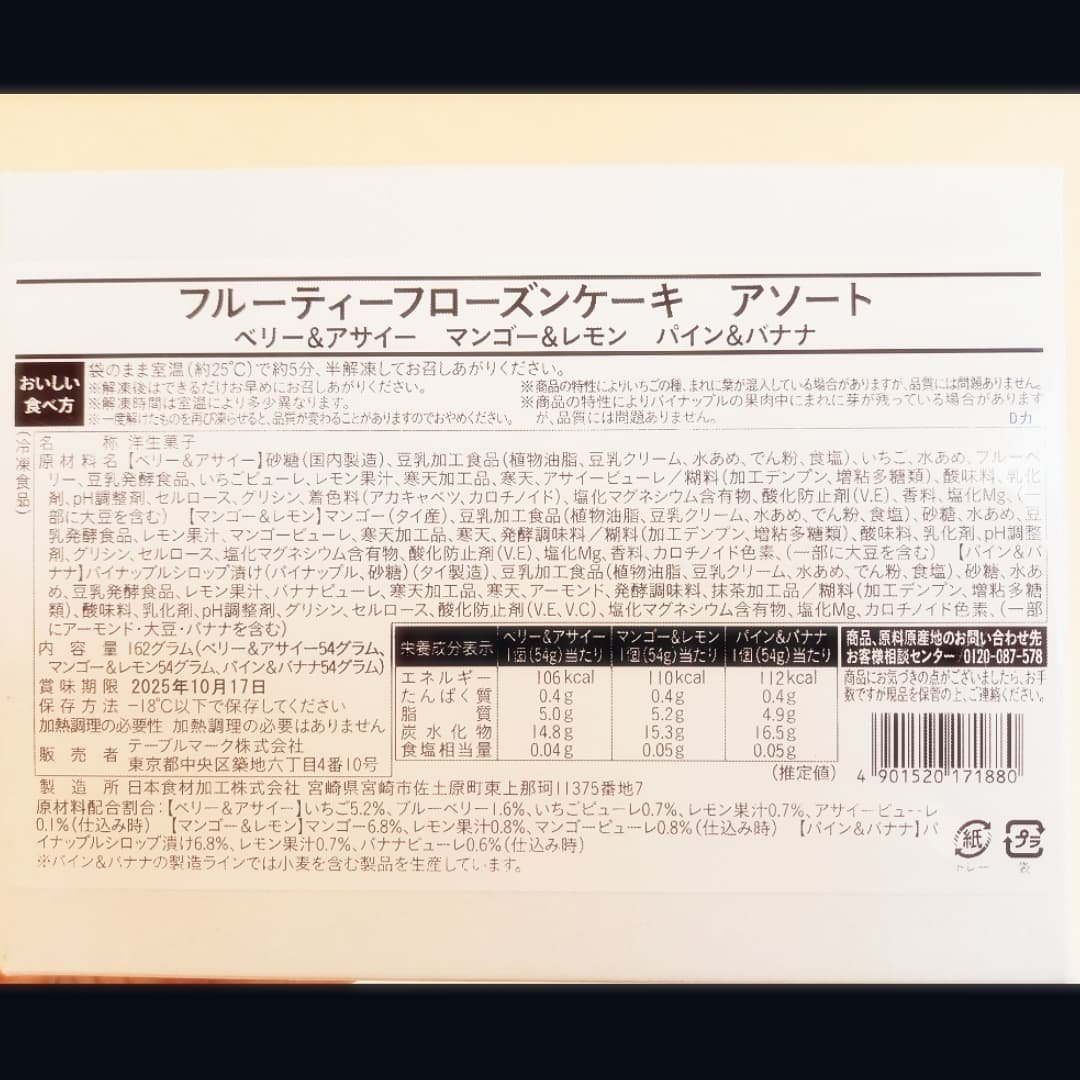 フルーティーフローズンケーキ アソート
ベリー&アサイー マンゴー&レモン パイン&バナナ
おいしい
食べ方
袋のまま室温(約25℃)で約5分、半解凍してお召しあがりください。
※解凍後はできるだけお早めにお召しあがりください。
※解凍時間は室温により多少異なります。
※一度解けたものを再び凍らせると、品質が変わることがありますのでおやめください。
※商品の特性によりいちごの種、まれに葉が混入している場合がありますが、品質には問題ありません。
※商品の特性によりパイナップルの果肉中にまれに芽が残っている場合があります
が、品質には問題ありません。 Dカ
(冷凍食品)
名称 洋生菓子
原材料名 【ベリー&アサイー】砂糖(国内製造)、豆乳加工食品(植物油脂、豆乳クリーム、水あめ、でん粉、食塩)、いちご、水あめ、ブルーベ
リー、豆乳発酵食品、いちごピューレ、レモン果汁、寒天加工品、寒天、アサイーピューレ/糊料(加工デンプン、増粘多糖類)、酸味料、乳化
剤、pH調整剤、セルロース、グリシン、着色料(アカキャベツ、カロチノイド)、塩化マグネシウム含有物、酸化防止剤(V.E)、香料、塩化Mg、(一
部に大豆を含む) 【マンゴー&レモン】マンゴー(タイ産)、豆乳加工食品(植物油脂、豆乳クリーム、水あめ、でん粉、食塩)、砂糖、水あめ、豆
乳発酵食品、レモン果汁、マンゴーピューレ、寒天加工品、寒天、発酵調味料/糊料(加工デンプン、増粘多糖類)、酸味料、乳化剤、pH調整
剤、グリシン、セルロース、塩化マグネシウム含有物、酸化防止剤(V.E)、塩化Mg、香料、カロチノイド色素、(一部に大豆を含む) 【パイン&バ
ナナ】パイナップルシロップ漬け(パイナップル、砂糖)(タイ製造)、豆乳加工食品(植物油脂、豆乳クリーム、水あめ、でん粉、食塩)、砂糖、水あ
め、豆乳発酵食品、レモン果汁、バナナピューレ、寒天加工品、寒天、アーモンド、発酵調味料、抹茶加工品/糊料(加工デンプン、増粘多糖
類)、酸味料、乳化剤、pH調整剤、グリシン、セルロース、酸化防止剤(V.E、V.C)、塩化マグネシウム含有物、塩化Mg、カロチノイド色素、(一部
にアーモンド・大豆・バナナを含む)
内容量 162グラム(ベリー&アサイー54グラム、
マンゴー&レモン54グラム、パイン&バナナ54グラム)
賞味期限 2025年10月17日
保存方法 -18℃以下で保存してください
加熱調理の必要性 加熱調理の必要はありません
販売者 テーブルマーク株式会社
東京都中央区築地六丁目4番10号
栄養成分表示 ベリー&アサイー 1個(54g)当たり マンゴー&レモン 1個(54g)当たり パイン&バナナ 1個(54g)当たり
エネルギー 106kcal 110kcal 112kcal
たんぱく質 0.4g 0.4g 0.4g
脂質 5.0g 5.2g 4.9g
炭水化物 14.8g 15.3g 16.5g
食塩相当量 0.04g 0.05g 0.05g
(推定値)
商品、原料原産地のお問い合わせ先
お客様相談センター/0120-087-578
商品にお気づきの点がございましたら、お手
数ですが現品を保管の上、ご連絡ください。
4 901520 171880
製造所 日本食材加工株式会社 宮崎県宮崎市佐土原町東上那珂11375番地7
原材料配合割合:【ベリー&アサイー】いちご5.2%、ブルーベリー1.6%、いちごピューレ0.7%、レモン果汁0.7%、アサイーピューレ
0.1%(仕込み時) 【マンゴー&レモン】マンゴー6.8%、レモン果汁0.8%、マンゴーピューレ0.8%(仕込み時) 【パイン&バナナ】パ
イナップルシロップ漬け6.8%、レモン果汁0.7%、バナナピューレ0.6%(仕込み時)
※パイン&バナナの製造ラインでは小麦を含む製品を生産しています。
紙 プラ
トレー 袋